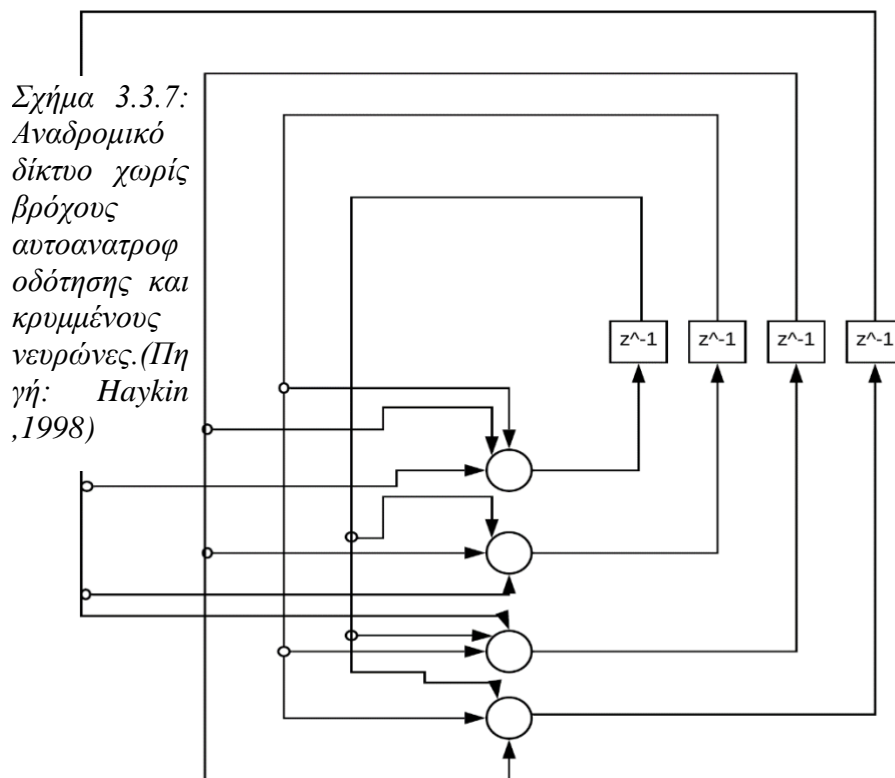 Σχήμα 3.3.7:
Αναδρομικό
δίκτυο χωρίς
βρόχους
αυτοανατροφ
οδότησης και
κρυμμένους
νευρώνες.(Πη
γή: Haykin
,1998)
z^-1 z^-1 z^-1 z^-1